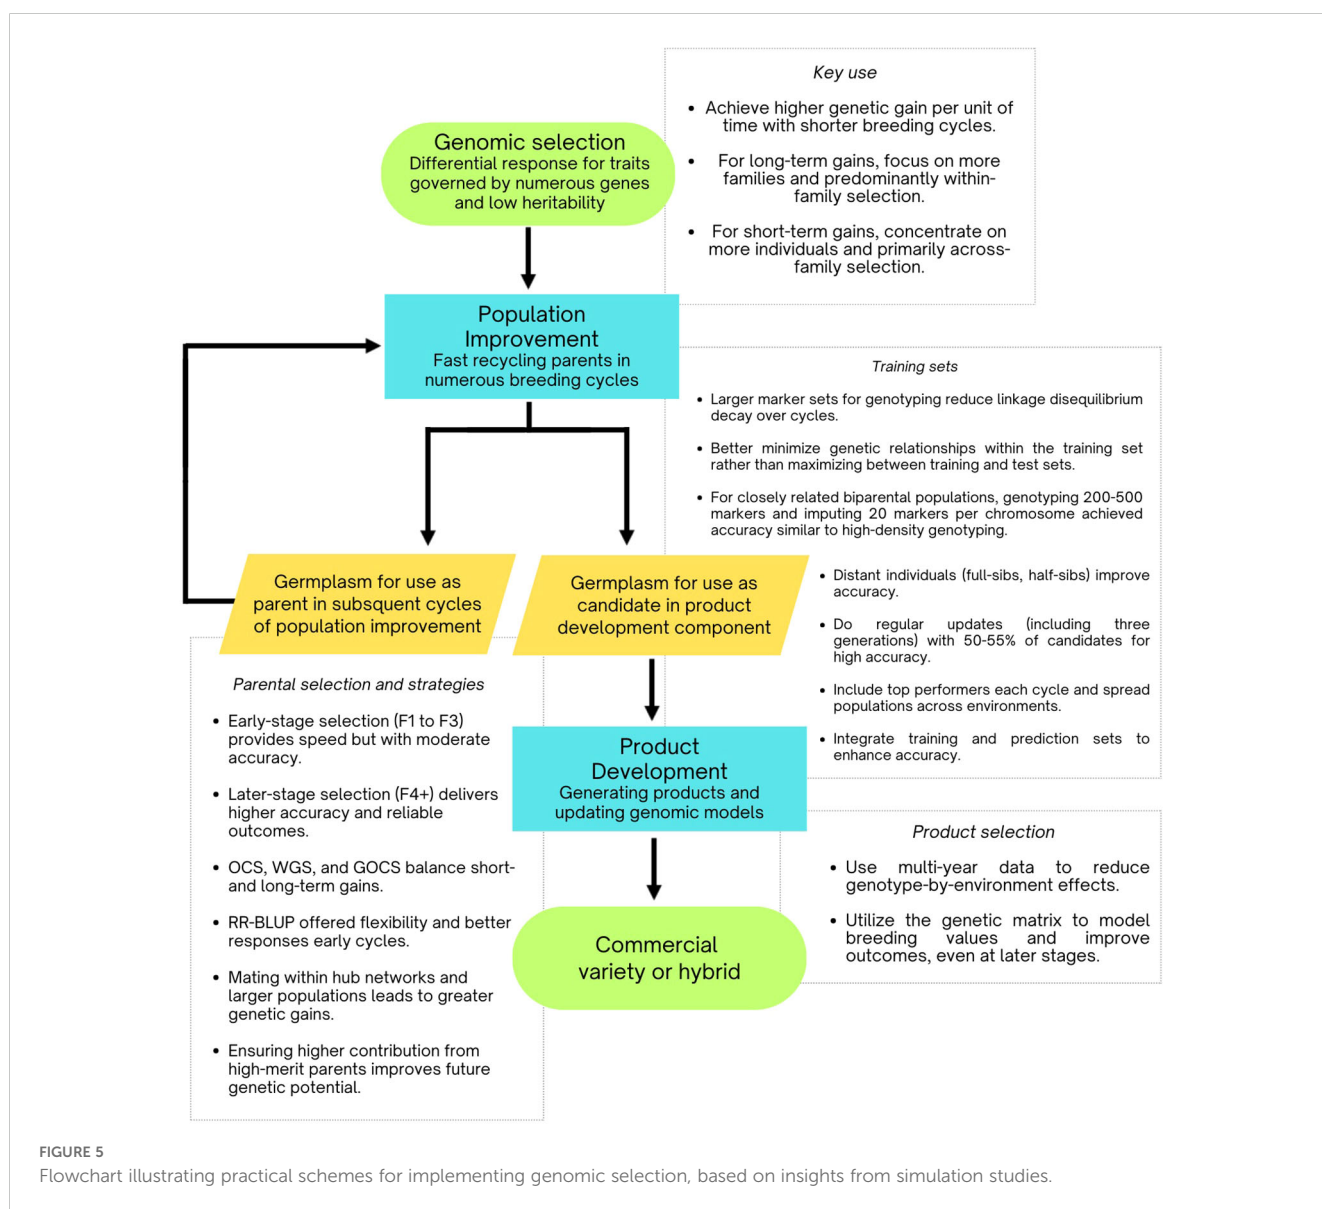 Key use
• Achieve higher genetic gain per unit of
time with shorter breeding cycles.
• For long-term gains, focus on more
families and predominantly within-
family selection.
• For short-term gains, concentrate on
more individuals and primarily across-
family selection.
Genomic selection
Differential response for traits
governed by numerous genes
and low heritability
Population
Improvement
Fast recycling parents in
numerous breeding cycles
Training sets
• Larger marker sets for genotyping reduce linkage disequilibrium
decay over cycles.
• Better minimize genetic relationships within the training set
rather than maximizing between training and test sets.
• For closely related biparental populations, genotyping 200-500
markers and imputing 20 markers per chromosome achieved
accuracy similar to high-density genotyping.
• Distant individuals (full-sibs, half-sibs) improve
accuracy.
• Do regular updates (including three
generations) with 50-55% of candidates for
high accuracy.
• Include top performers each cycle and spread
populations across environments.
• Integrate training and prediction sets to
enhance accuracy.
Germplasm for use as
parent in subsquent cycles
of population improvement
Germplasm for use as
candidate in product
development component
Parental selection and strategies
• Early-stage selection (F1 to F3)
provides speed but with moderate
accuracy.
• Later-stage selection (F4+) delivers
higher accuracy and reliable
outcomes.
• OCS, WGS, and GOCS balance short-
and long-term gains.
• RR-BLUP offered flexibility and better
responses early cycles.
• Mating within hub networks and
larger populations leads to greater
genetic gains.
• Ensuring higher contribution from
high-merit parents improves future
genetic potential.
Product
Development
Generating products and
updating genomic models
Product selection
• Use multi-year data to reduce
genotype-by-environment effects.
• Utilize the genetic matrix to model
breeding values and improve
outcomes, even at later stages.
Commercial
variety or hybrid
FIGURE 5
Flowchart illustrating practical schemes for implementing genomic selection, based on insights from simulation studies.